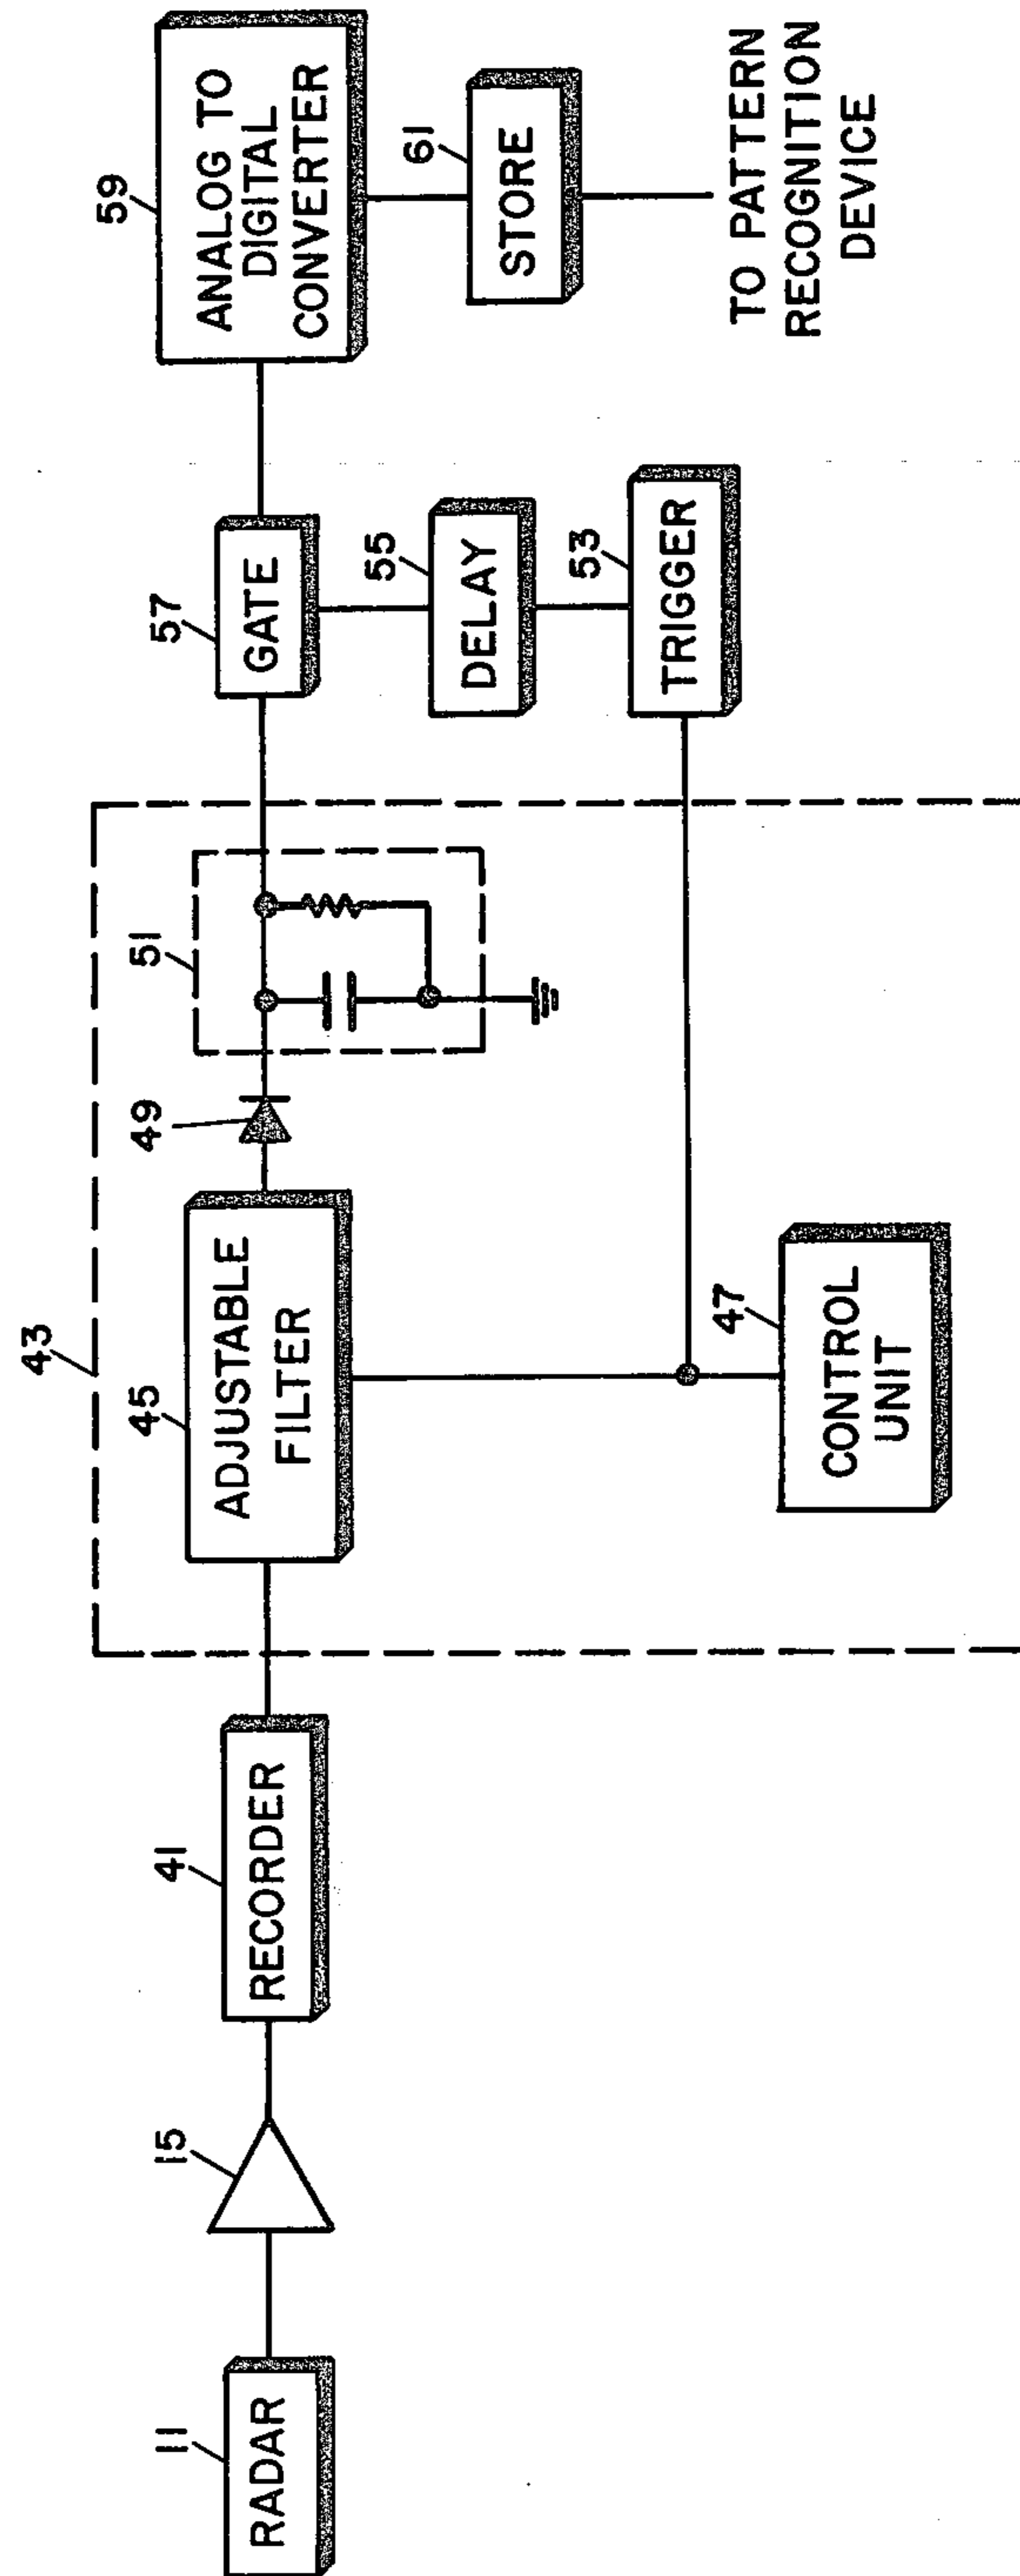 11
RADAR
15
41
RECORDER
43
45
ADJUSTABLE
FILTER
47
CONTROL
UNIT
49
51
57
GATE
55
DELAY
53
TRIGGER
59
ANALOG TO
DIGITAL
CONVERTER
61
STORE
TO PATTERN
RECOGNITION
DEVICE